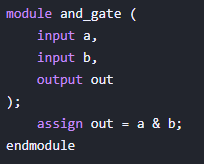 module and_gate (
    input a,
    input b,
    output out
);
    assign out = a & b;
endmodule